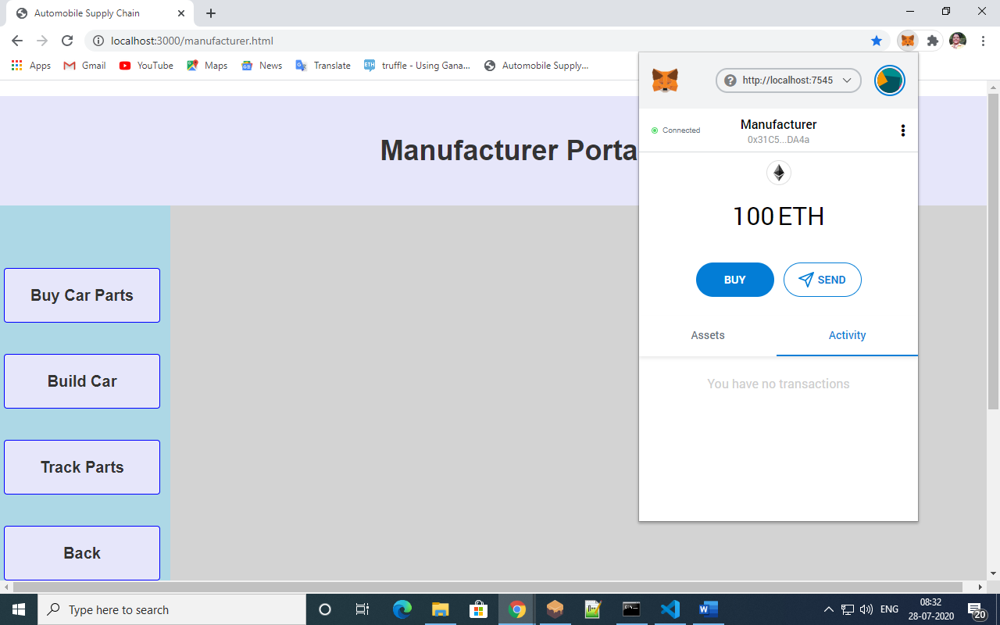 Automobile Supply Chain
localhost:3000/manufacturer.html
Apps
Gmail
YouTube
Maps
News
Translate
ETH
truffle - Using Gana...
Automobile Supply...
Manufacturer Porta
Buy Car Parts
Build Car
Track Parts
Back
? http://localhost:7545
Connected
Manufacturer
0x31C5...DA4a
100 ETH
BUY
SEND
Assets
Activity
You have no transactions
Type here to search
ENG
08:32
28-07-2020
20